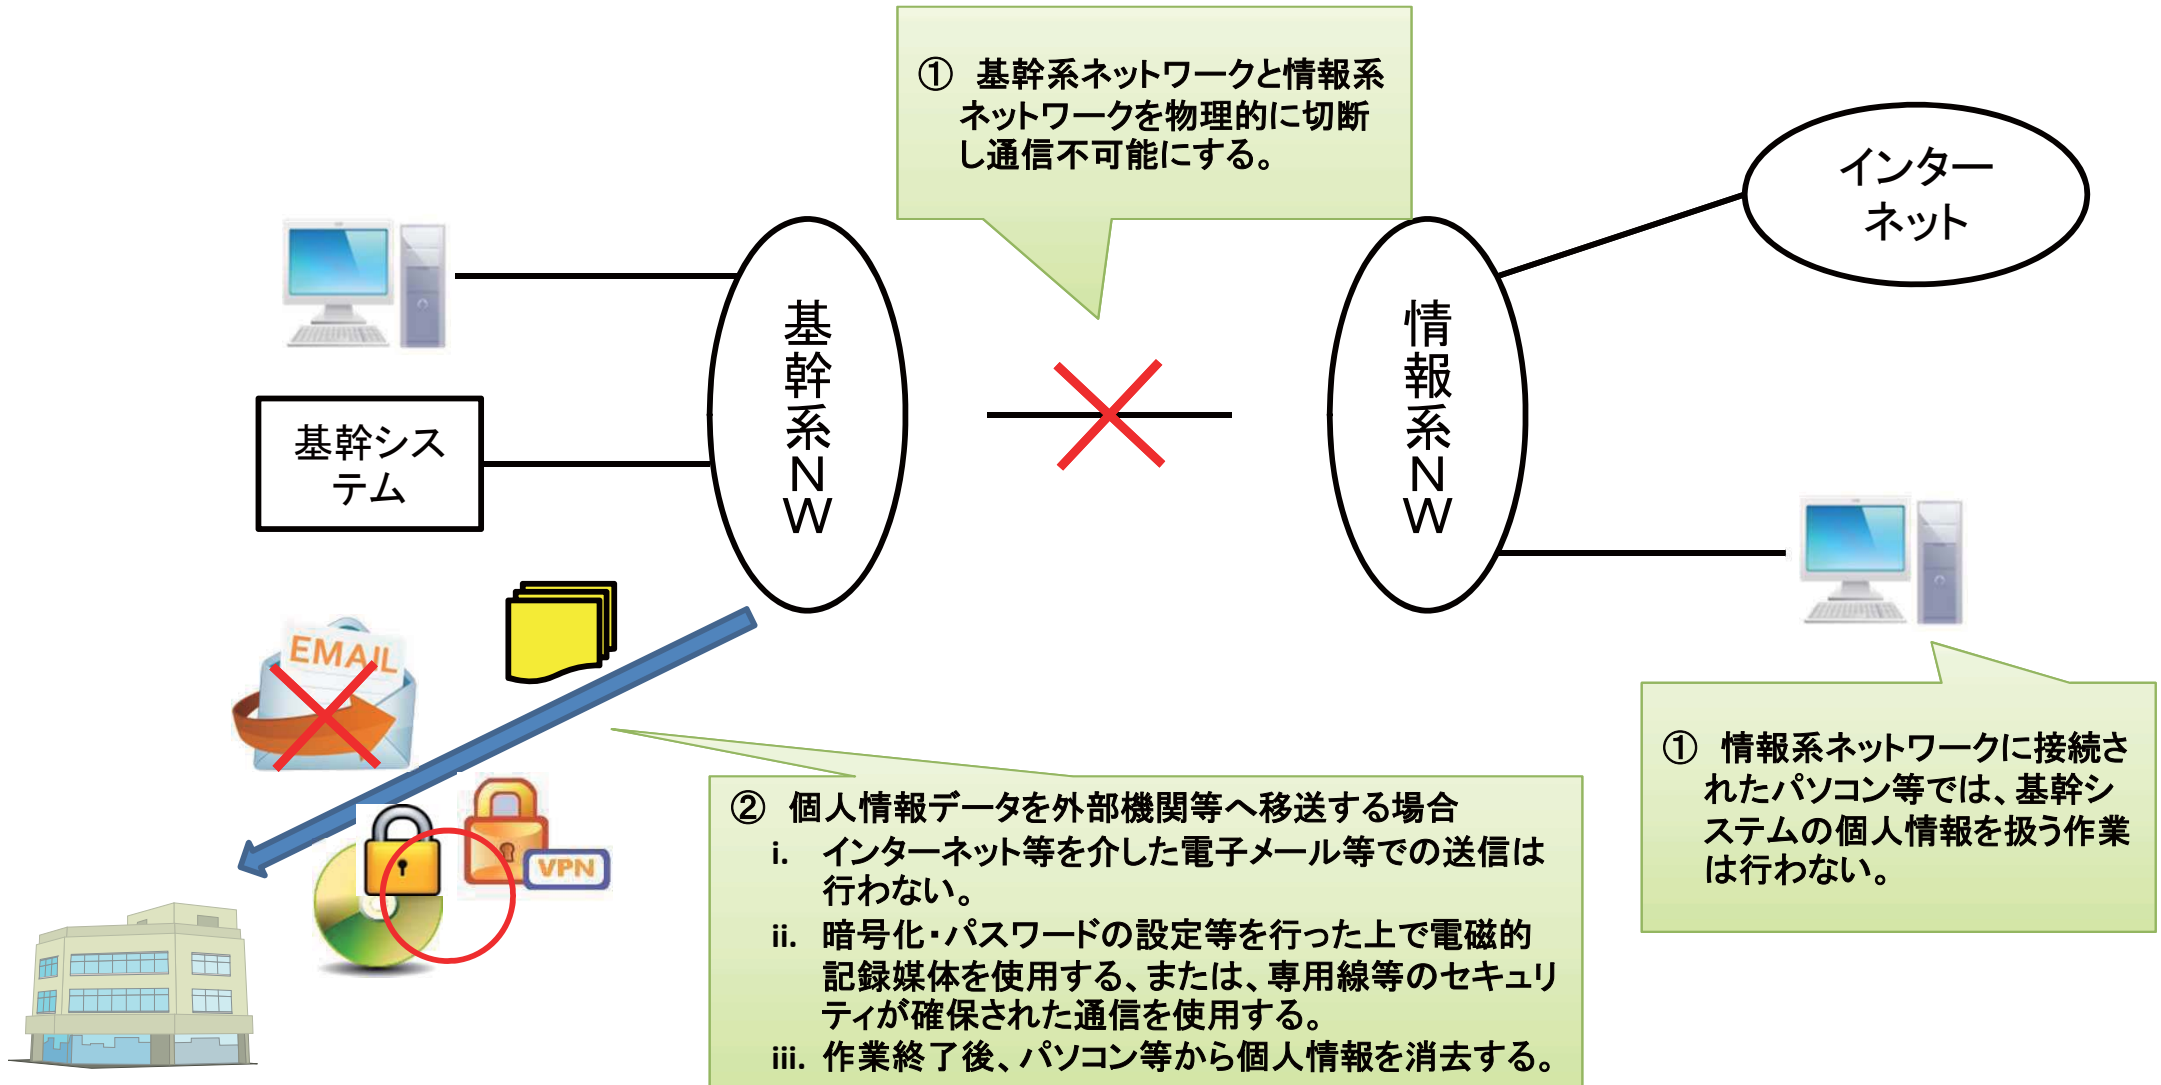 ① 基幹系ネットワークと情報系
ネットワークを物理的に切断
し通信不可能にする。
インター
ネット
基幹系NW
情報系NW
基幹シス
テム
EMAIL
VPN
① 情報系ネットワークに接続さ
れたパソコン等では、基幹シ
ステムの個人情報を扱う作業
は行わない。
② 個人情報データを外部機関等へ移送する場合
i. インターネット等を介した電子メール等での送信は
行わない。
ii. 暗号化・パスワードの設定等を行った上で電磁的
記録媒体を使用する、または、専用線等のセキュリ
ティが確保された通信を使用する。
iii. 作業終了後、パソコン等から個人情報を消去する。